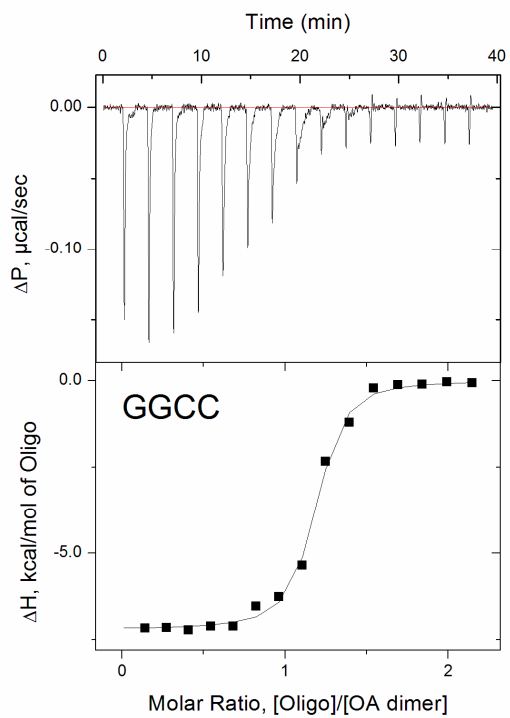 Time (min)
0 10 20 30 40
0.00
-0.10
ΔP, µcal/sec
0.0
GGCC
-5.0
ΔH, kcal/mol of Oligo
0 1 2
Molar Ratio, [Oligo]/[OA dimer]